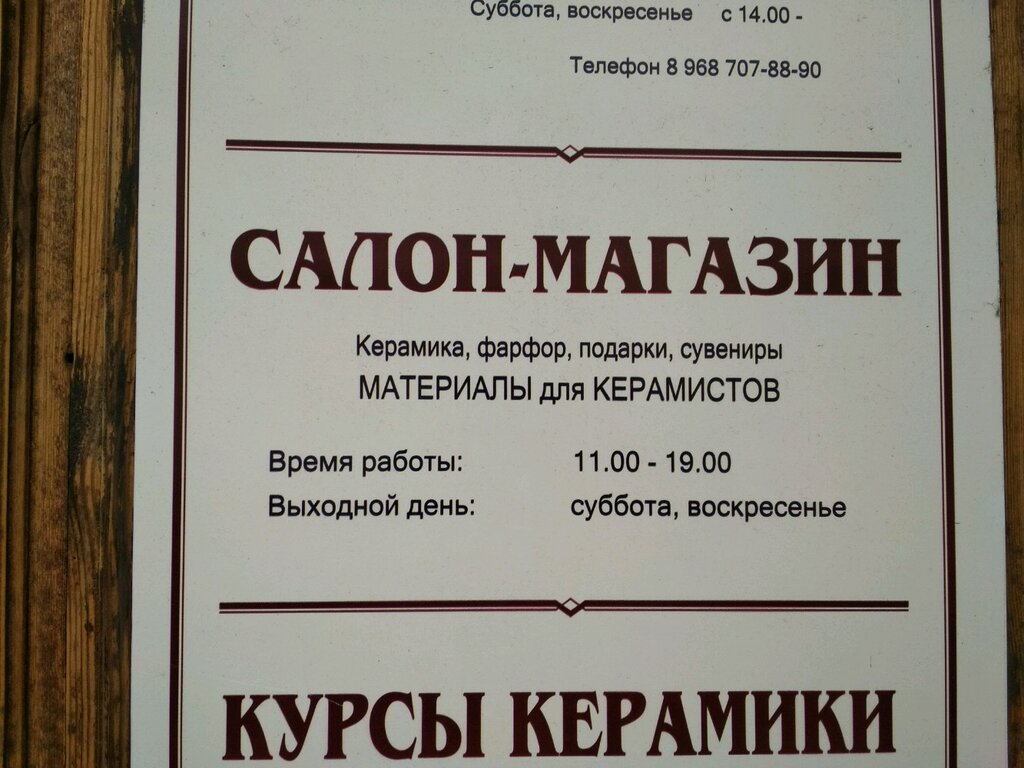 Суббота, воскресенье с 14.00 -
Телефон 8 968 707-88-90
САЛОН-МАГАЗИН
Керамика, фарфор, подарки, сувениры
МАТЕРИАЛЫ для КЕРАМИСТОВ
Время работы: 11.00 - 19.00
Выходной день: суббота, воскресенье
КУРСЫ КЕРАМИКИ